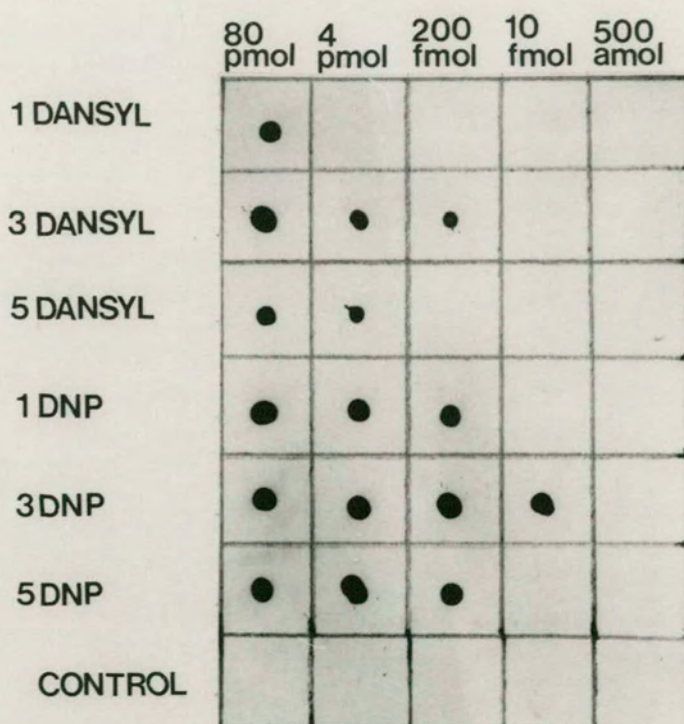 80 4 200 10 500
pmol pmol fmol fmol amol
1 DANSYL
3 DANSYL
5 DANSYL
1 DNP
3 DNP
5 DNP
CONTROL